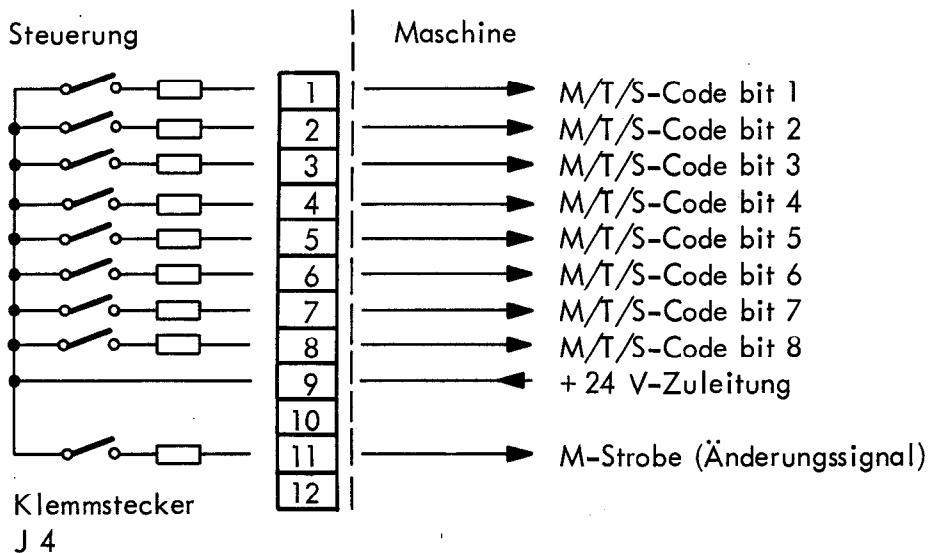 Steuerung Maschine
1 M/T/S-Code bit 1
2 M/T/S-Code bit 2
3 M/T/S-Code bit 3
4 M/T/S-Code bit 4
5 M/T/S-Code bit 5
6 M/T/S-Code bit 6
7 M/T/S-Code bit 7
8 M/T/S-Code bit 8
9 + 24 V-Zuleitung
10
11 M-Strobe (Änderungssignal)
12
Klemmstecker
J 4